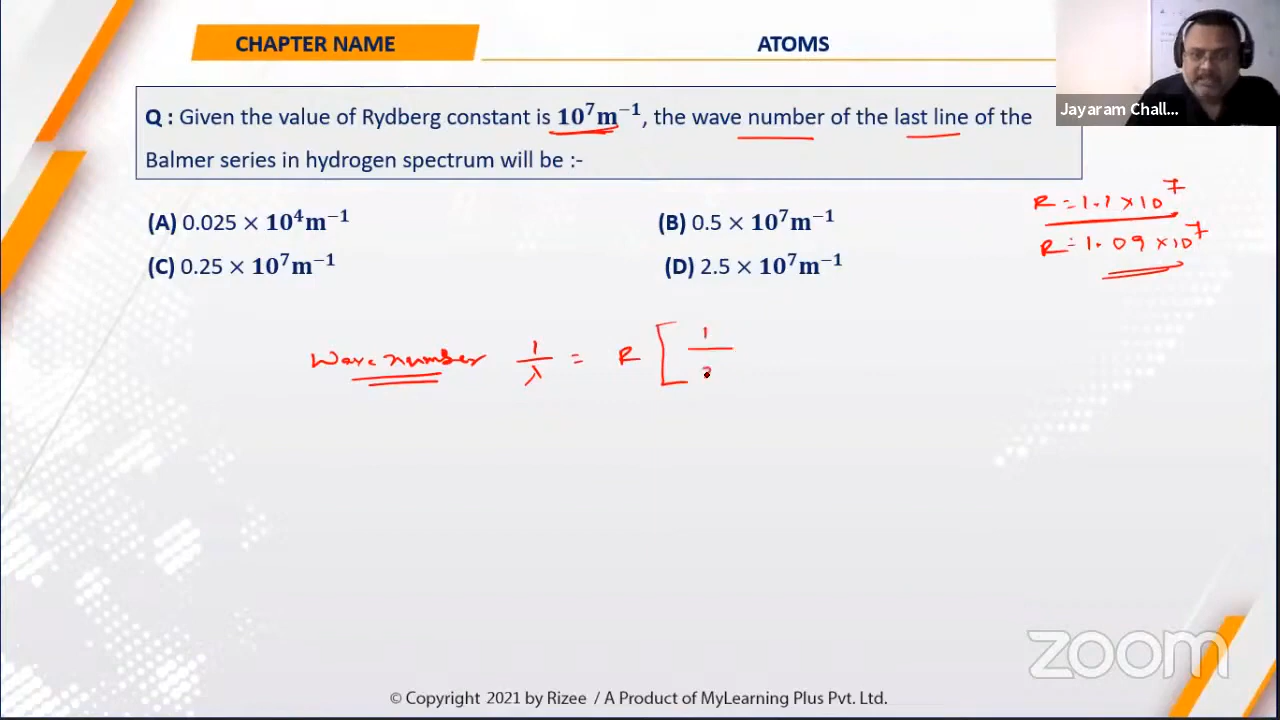 CHAPTER NAME
ATOMS
Jayaram Chall...
Q : Given the value of Rydberg constant is 10⁷m⁻¹, the wave number of the last line of the
Balmer series in hydrogen spectrum will be :-
(A) 0.025 × 10⁴m⁻¹
(B) 0.5 × 10⁷m⁻¹
(C) 0.25 × 10⁷m⁻¹
(D) 2.5 × 10⁷m⁻¹
R = 1.1 × 10⁷
R = 1.09 × 10⁷
Wave number 1/λ = R [ 1/
zoom
© Copyright 2021 by Rizee / A Product of MyLearning Plus Pvt. Ltd.